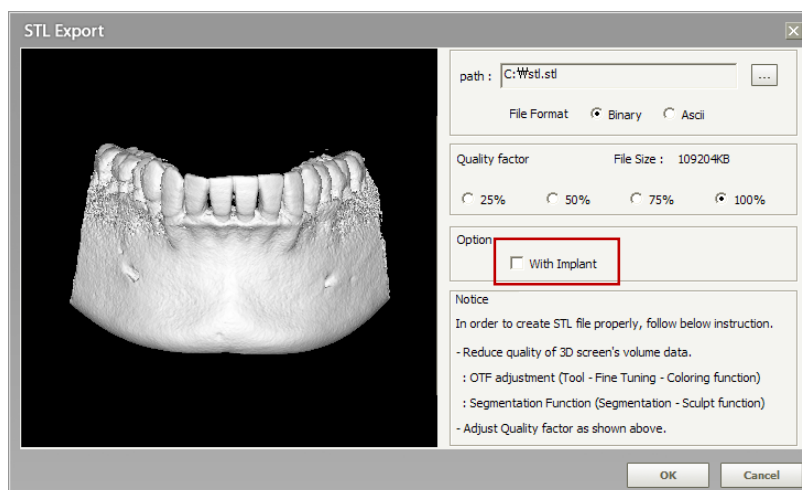 STL Export
path : C:₩stl.stl ...
File Format Binary Ascii
Quality factor File Size : 109204KB
25% 50% 75% 100%
Option
With Implant
Notice
In order to create STL file properly, follow below instruction.
- Reduce quality of 3D screen's volume data.
: OTF adjustment (Tool - Fine Tuning - Coloring function)
: Segmentation Function (Segmentation - Sculpt function)
- Adjust Quality factor as shown above.
OK Cancel